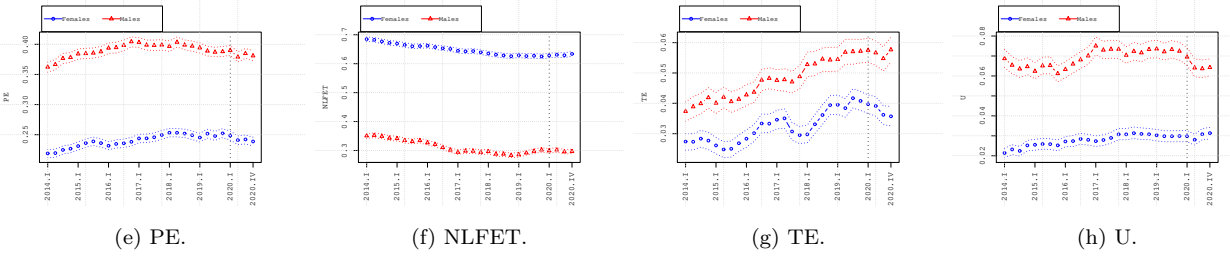 Females Males
PE
0.25 0.30 0.35 0.40
2014.I 2015.I 2016.I 2017.I 2018.I 2019.I 2020.I 2020.IV
(e) PE.
Females Males
NLFET
0.3 0.4 0.5 0.6 0.7
2014.I 2015.I 2016.I 2017.I 2018.I 2019.I 2020.I 2020.IV
(f) NLFET.
Females Males
TE
0.03 0.04 0.05 0.06
2014.I 2015.I 2016.I 2017.I 2018.I 2019.I 2020.I 2020.IV
(g) TE.
Females Males
U
0.02 0.04 0.06 0.08
2014.I 2015.I 2016.I 2017.I 2018.I 2019.I 2020.I 2020.IV
(h) U.